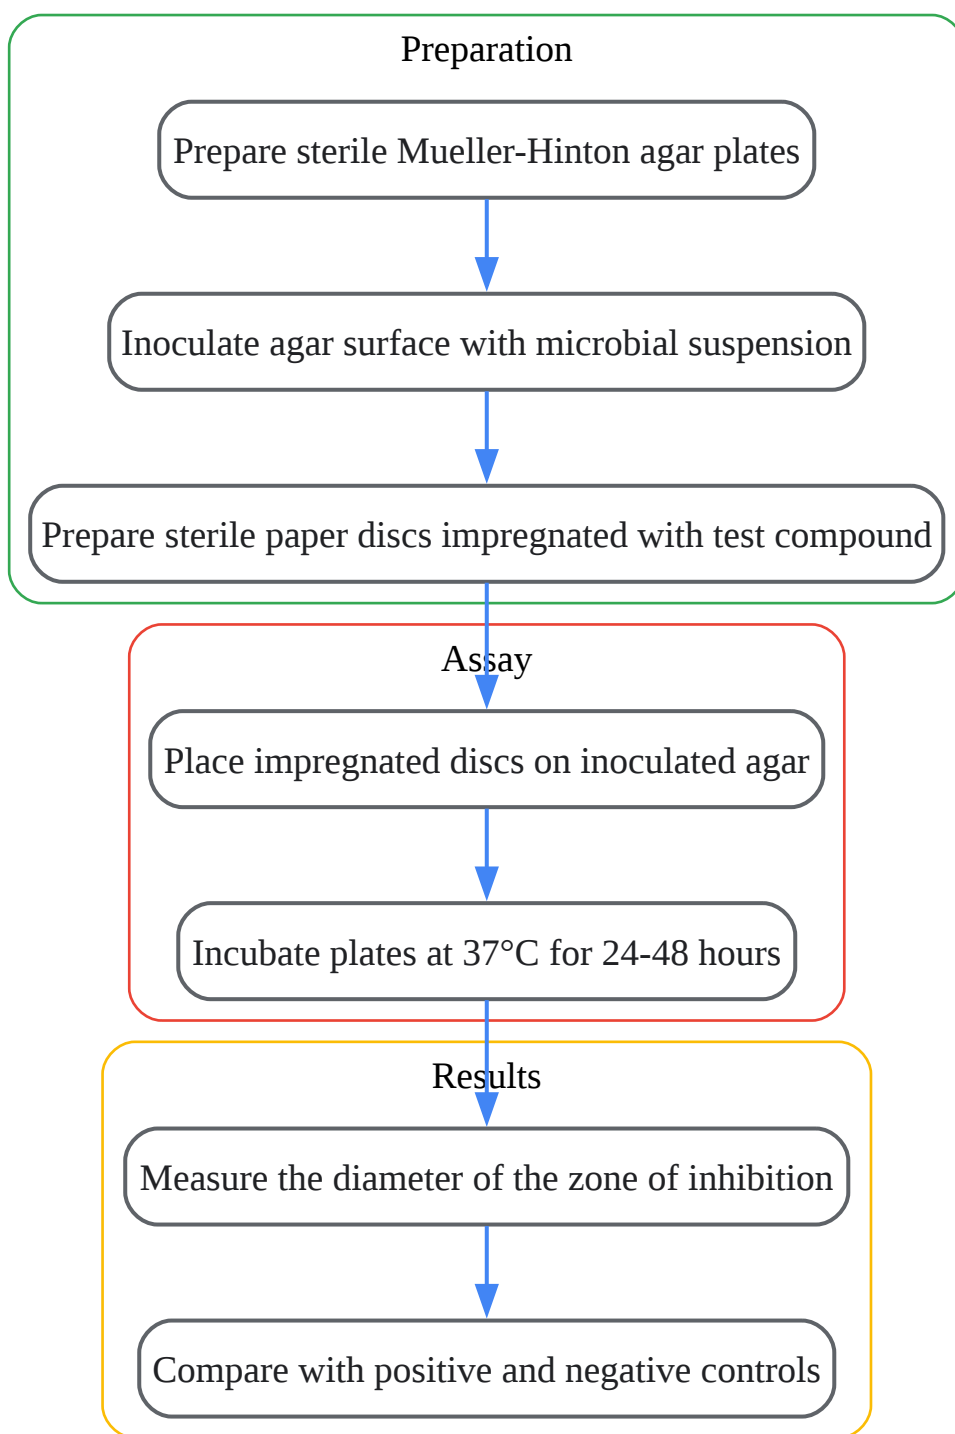 Preparation
Prepare sterile Mueller-Hinton agar plates
Inoculate agar surface with microbial suspension
Prepare sterile paper discs impregnated with test compound
Assay
Place impregnated discs on inoculated agar
Incubate plates at 37°C for 24-48 hours
Results
Measure the diameter of the zone of inhibition
Compare with positive and negative controls